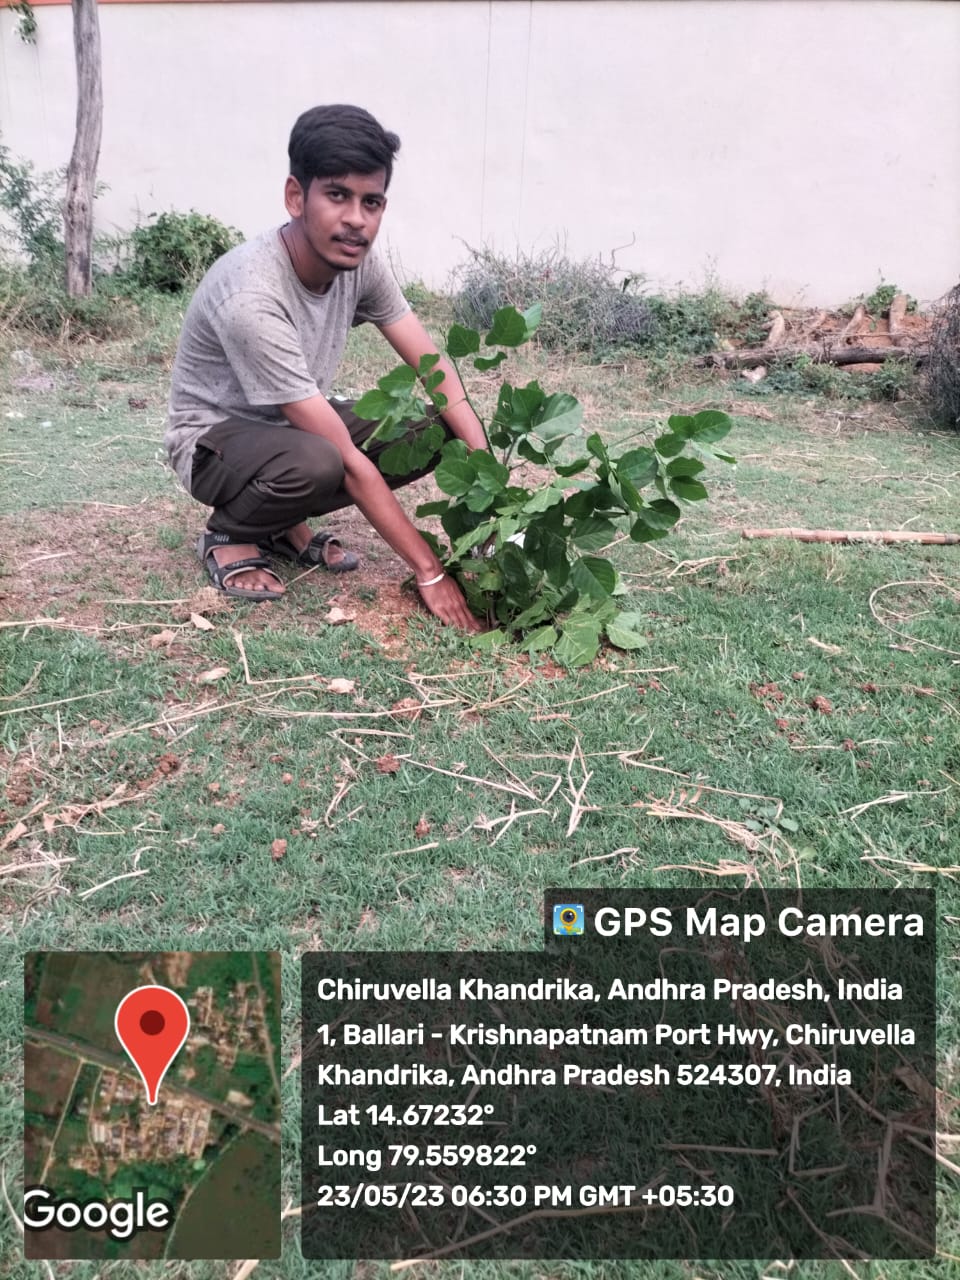 GPS Map Camera
Chiruvella Khandrika, Andhra Pradesh, India
1, Ballari - Krishnapatnam Port Hwy, Chiruvella
Khandrika, Andhra Pradesh 524307, India
Lat 14.67232°
Long 79.559822°
23/05/23 06:30 PM GMT +05:30
Google